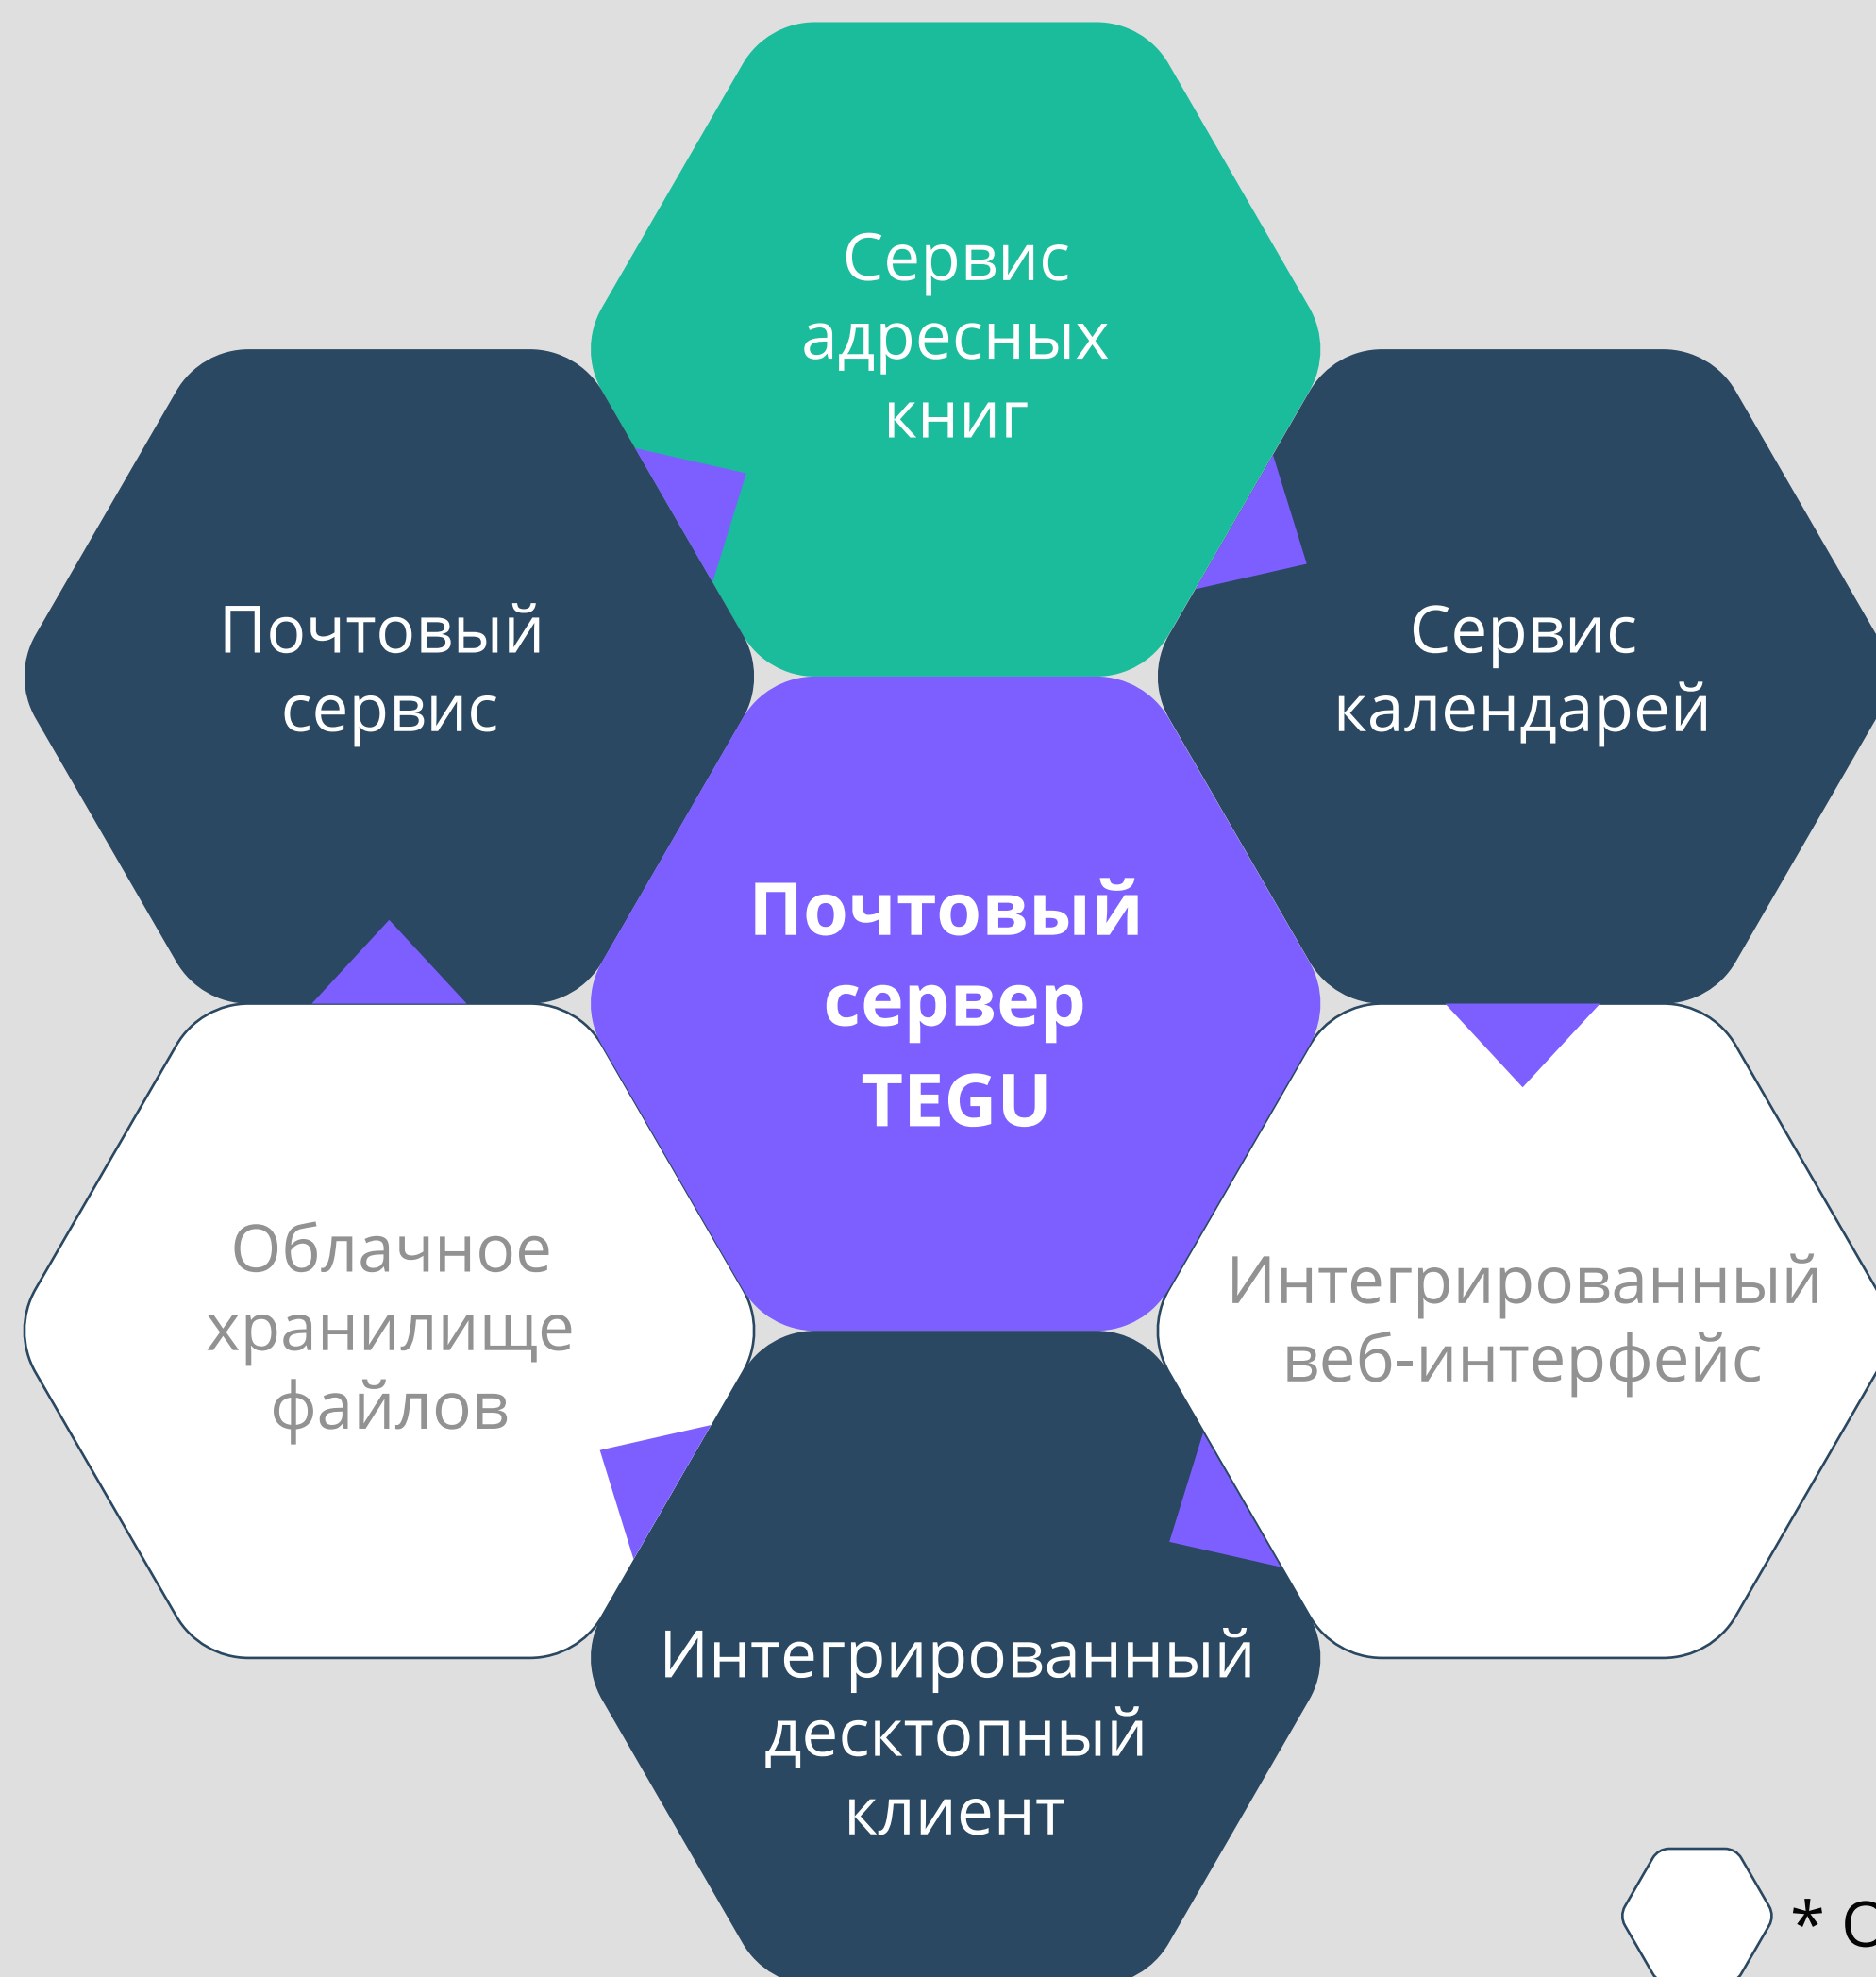 Сервис
адресных
книг
Почтовый
сервис
Сервис
календарей
Почтовый
сервер
TEGU
Облачное
хранилище
файлов
Интегрированный
веб-интерфейс
Интегрированный
десктопный
клиент
*